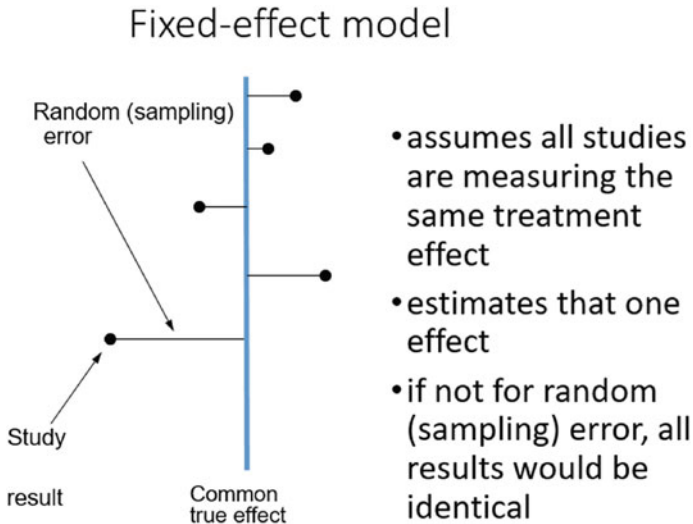 Fixed-effect model
Random (sampling)
error
Study
result
Common
true effect
•assumes all studies
are measuring the
same treatment
effect
•estimates that one
effect
•if not for random
(sampling) error, all
results would be
identical